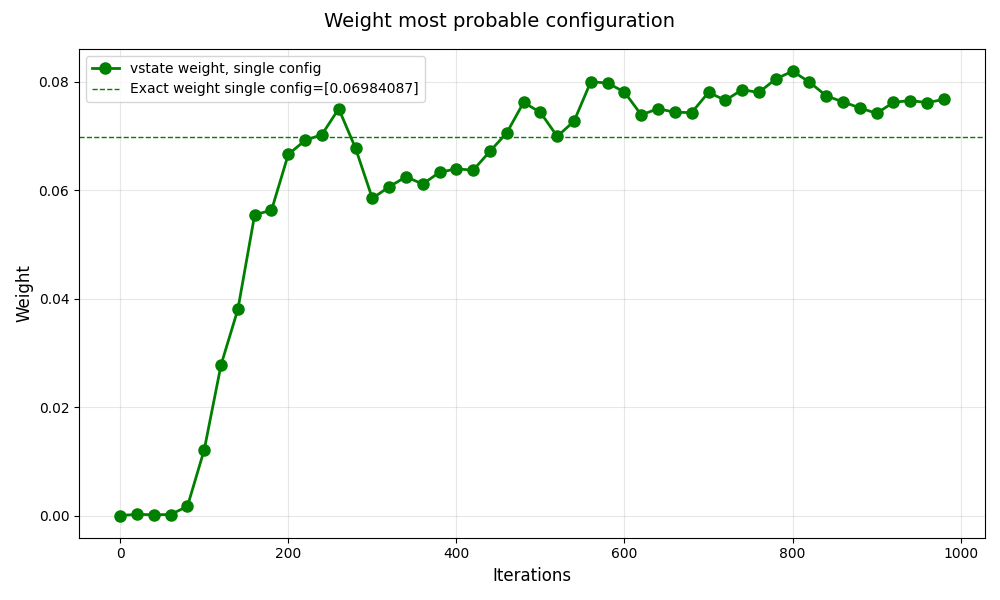 Weight most probable configuration
vstate weight, single config
Exact weight single config=[0.06984087]
Weight
0.08
0.06
0.04
0.02
0.00
0 200 400 600 800 1000
Iterations